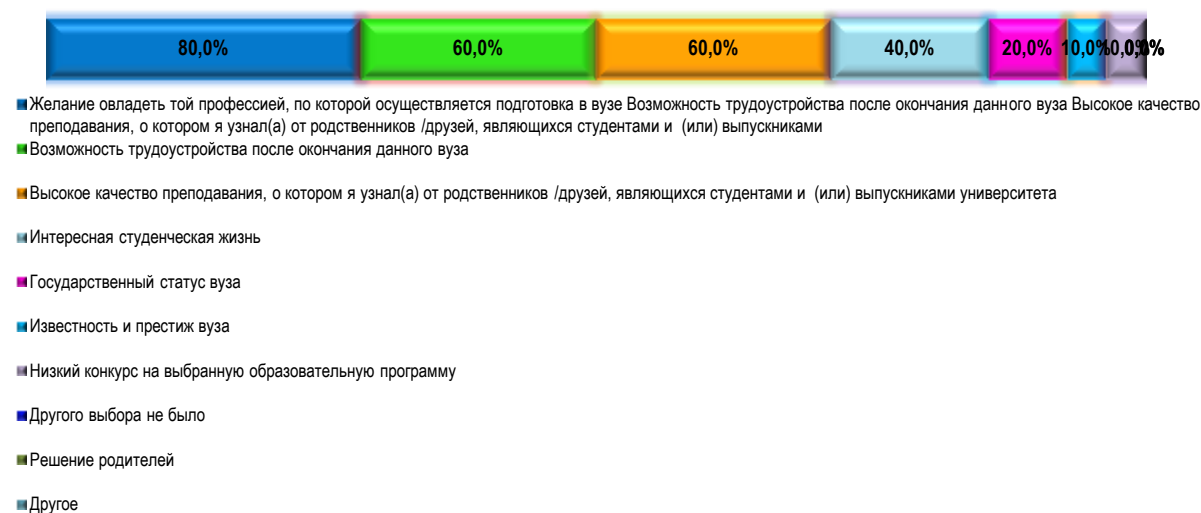 80,0% 60,0% 60,0% 40,0% 20,0% 10,0%
Желание овладеть той профессией, по которой осуществляется подготовка в вузе Возможность трудоустройства после окончания данного вуза Высокое качество
преподавания, о котором я узнал(а) от родственников /друзей, являющихся студентами и (или) выпускниками
Возможность трудоустройства после окончания данного вуза
Высокое качество преподавания, о котором я узнал(а) от родственников /друзей, являющихся студентами и (или) выпускниками университета
Интересная студенческая жизнь
Государственный статус вуза
Известность и престиж вуза
Низкий конкурс на выбранную образовательную программу
Другого выбора не было
Решение родителей
Другое